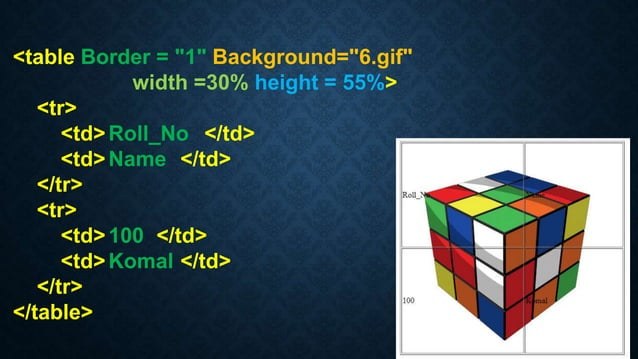 <table Border = "1" Background="6.gif"
width =30% height = 55%>
<tr>
<td> Roll_No </td>
<td> Name </td>
</tr>
<tr>
<td> 100 </td>
<td> Komal </td>
</tr>
</table>
100
Komal